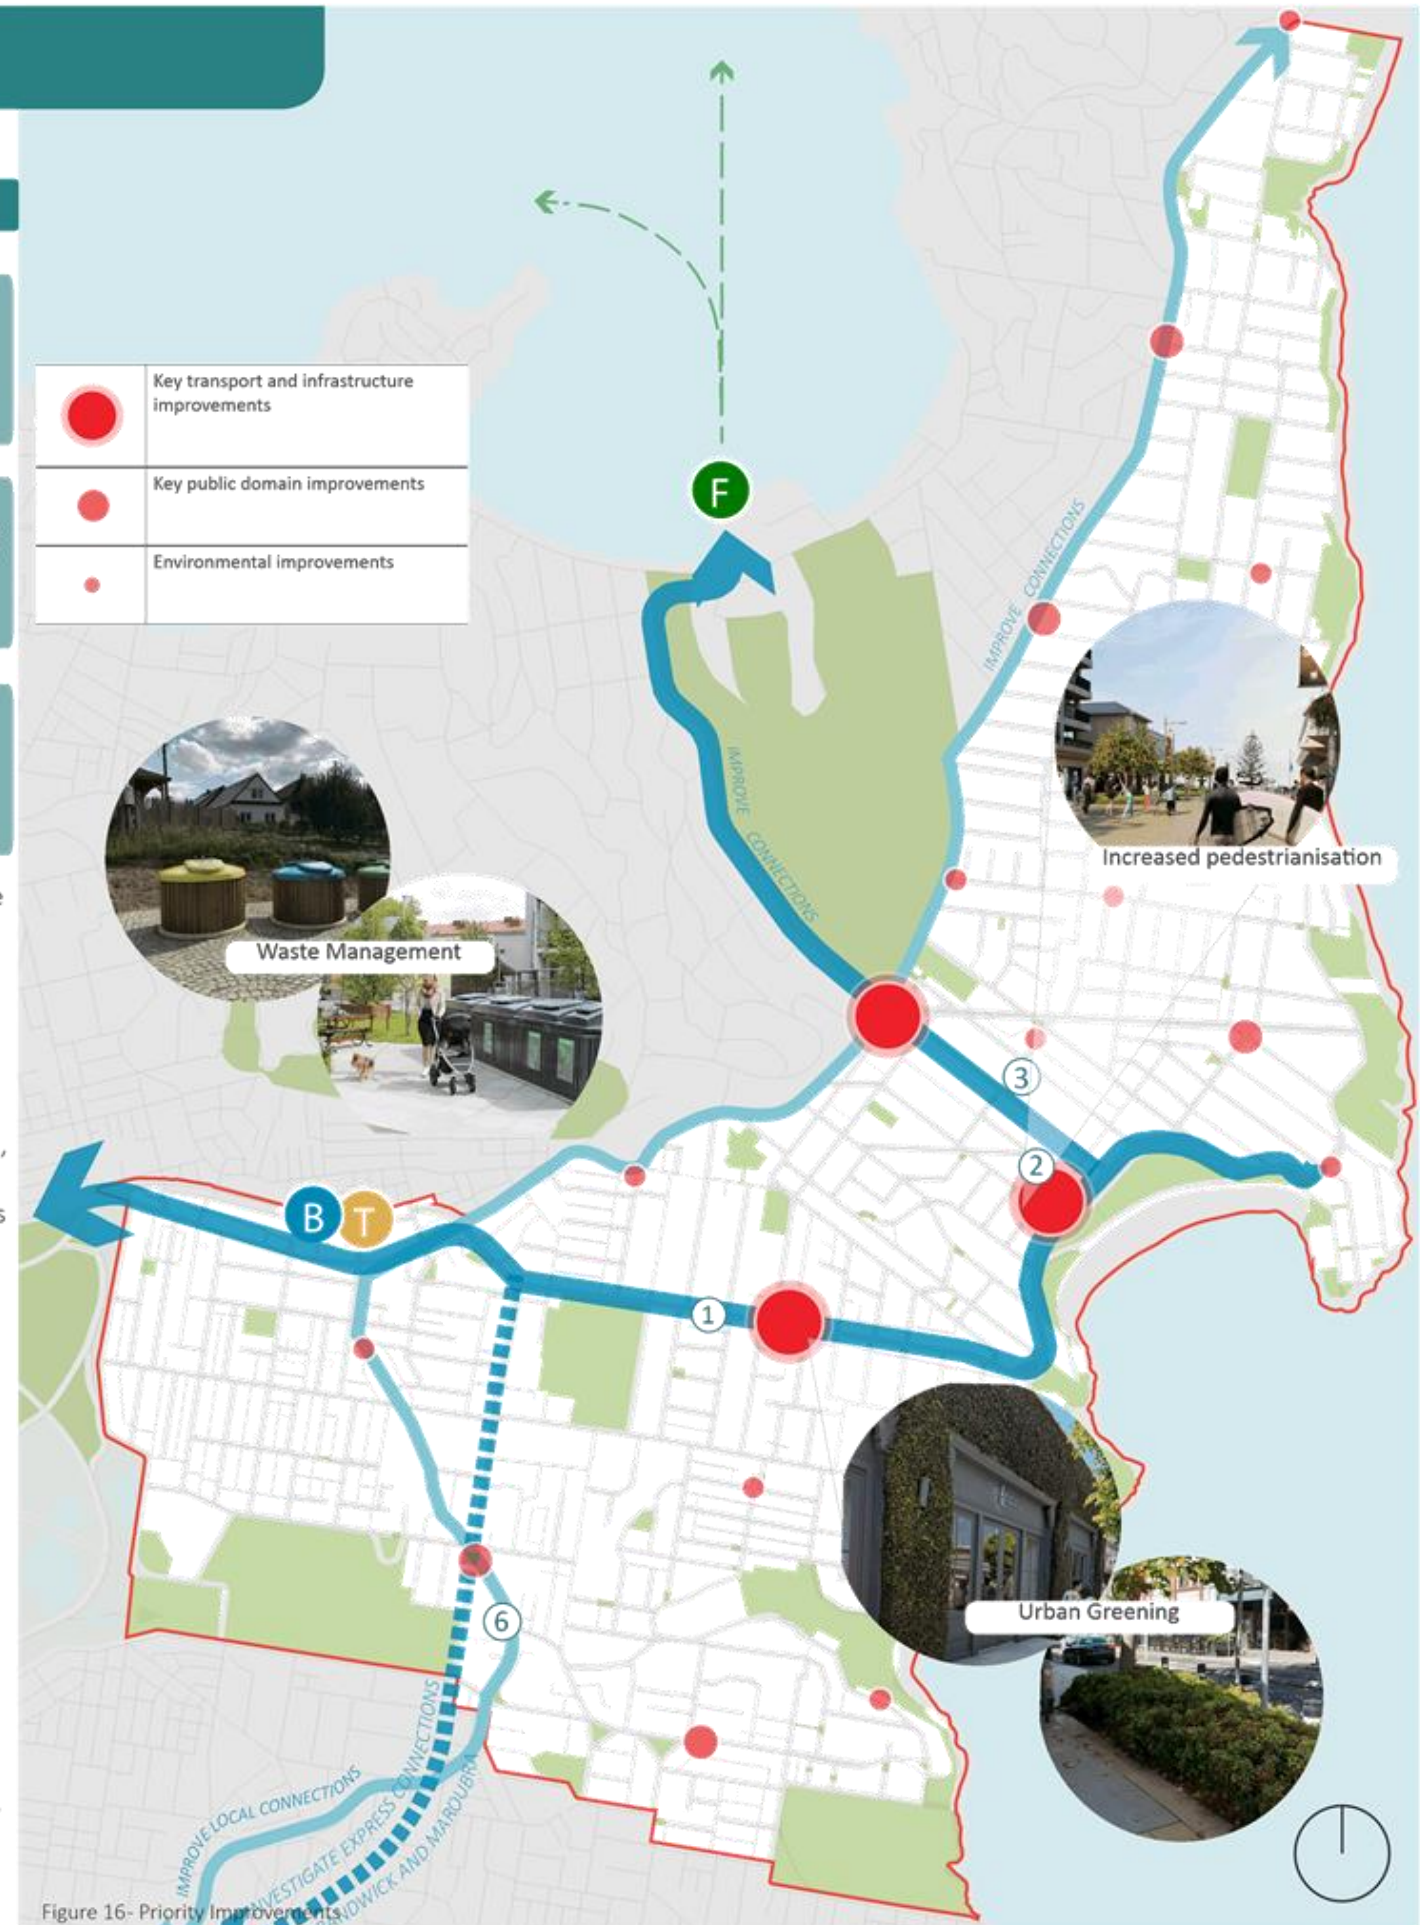 Key transport and infrastructure
improvements
Key public domain improvements
Environmental improvements
F
IMPROVE CONNECTIONS
IMPROVE CONNECTIONS
Increased pedestrianisation
Waste Management
e
,
s
3
2
B
T
1
Urban Greening
6
IMPROVE LOCAL CONNECTIONS
INVESTIGATE EXPRESS CONNECTIONS
RANDWICK AND MAROUBRA
Figure 16- Priority Improvements